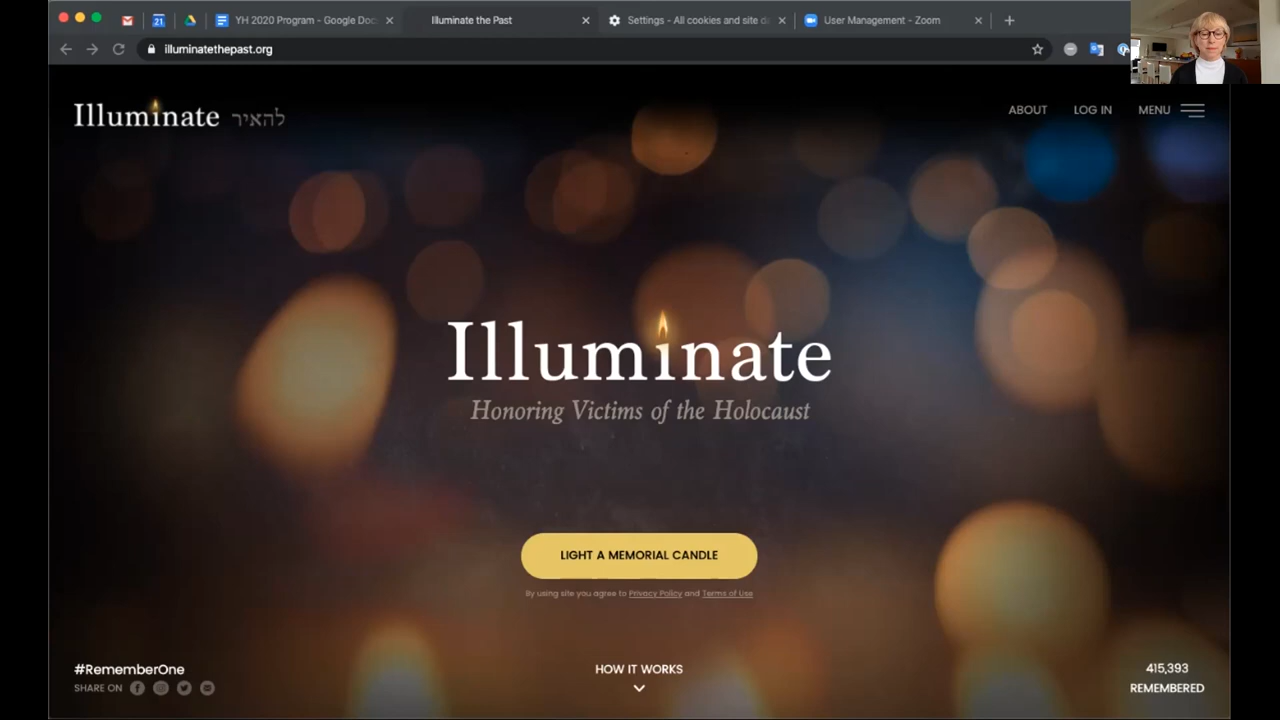 21
YH 2020 Program - Google Doc
Illuminate the Past
Settings - All cookies and site d
User Management - Zoom
illuminatethepast.org
Illuminate להאיר
ABOUT
LOG IN
MENU
Illuminate
Honoring Victims of the Holocaust
LIGHT A MEMORIAL CANDLE
By using site you agree to Privacy Policy and Terms of Use
#RememberOne
SHARE ON
HOW IT WORKS
415,393
REMEMBERED